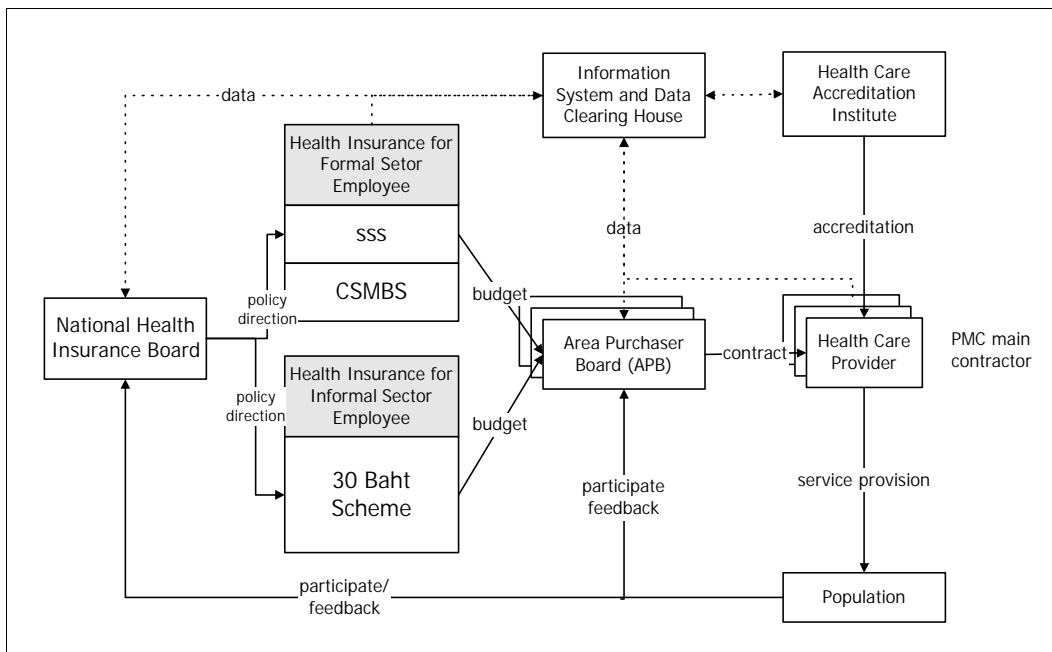 Information
System and Data
Clearing House
Health Care
Accreditation
Institute
data
Health Insurance for
Formal Setor
Employee
sss
CSMBS
data
accreditation
policy
direction
budget
National Health
Insurance Board
Area Purchaser
Board (APB)
contract
Health Care
Provider
PMC main
contractor
policy
direction
Health Insurance for
Informal Sector
Employee
budget
30 Baht
Scheme
participate
feedback
service provision
participate/
feedback
Population